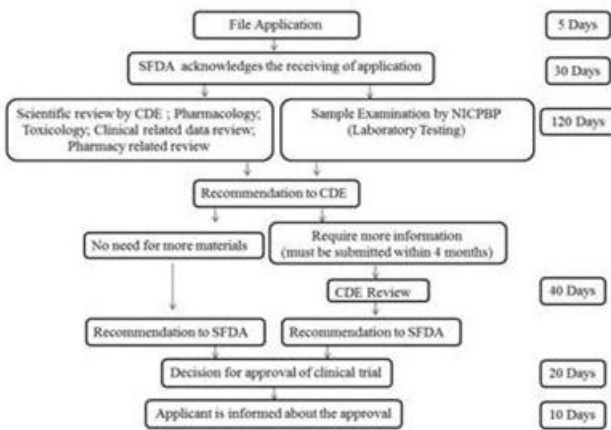 File Application
5 Days
SFDA acknowledges the receiving of application
30 Days
Scientific review by CDE ; Pharmacology;
Toxicology; Clinical related data review;
Pharmacy related review
Sample Examination by NICPBP
(Laboratory Testing)
120 Days
Recommendation to CDE
No need for more materials
Require more information
(must be submitted within 4 months)
CDE Review
40 Days
Recommendation to SFDA
Recommendation to SFDA
Decision for approval of clinical trial
20 Days
Applicant is informed about the approval
10 Days